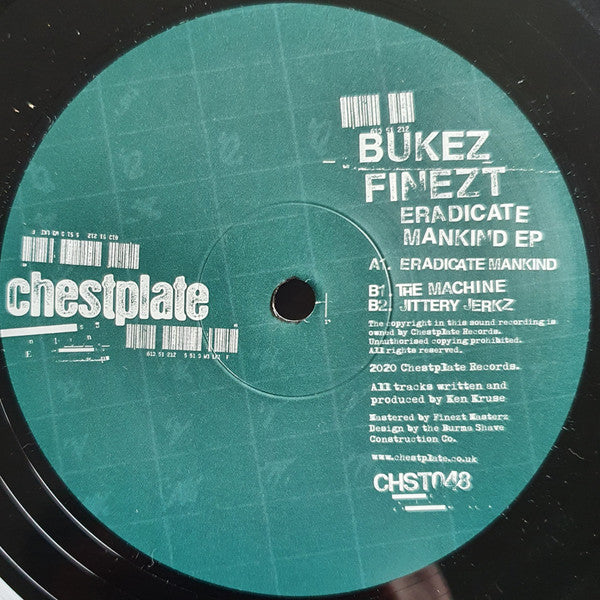 613 51 212
BUKEZ
FINEZT
ERADICATE
MANKIND EP
A1. ERADICATE MANKIND
B1. THE MACHINE
B2. JITTERY JERKZ
The copyright in this sound recording is
owned by Chestplate Records.
Unauthorised copying prohibited.
All rights reserved.
2020 Chestplate Records.
All tracks written and
produced by Ken Kruse
Mastered by Finezt Masterz
Design by the Burma Shave
Construction Co.
www.chestplate.co.uk
CHST048
chestplate